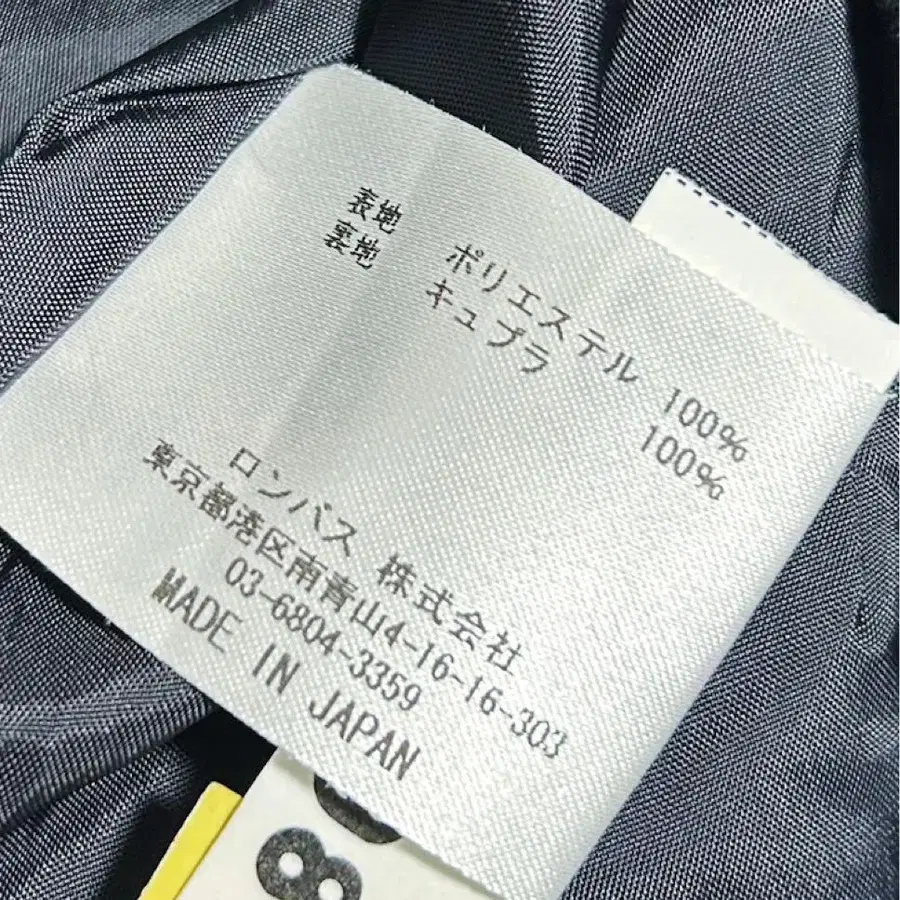 表地 ポリエステル 100%
裏地 キュプラ 100%
ロンバス 株式会社
東京都港区南青山4-16-16-303
03-6804-3359
MADE IN JAPAN
8